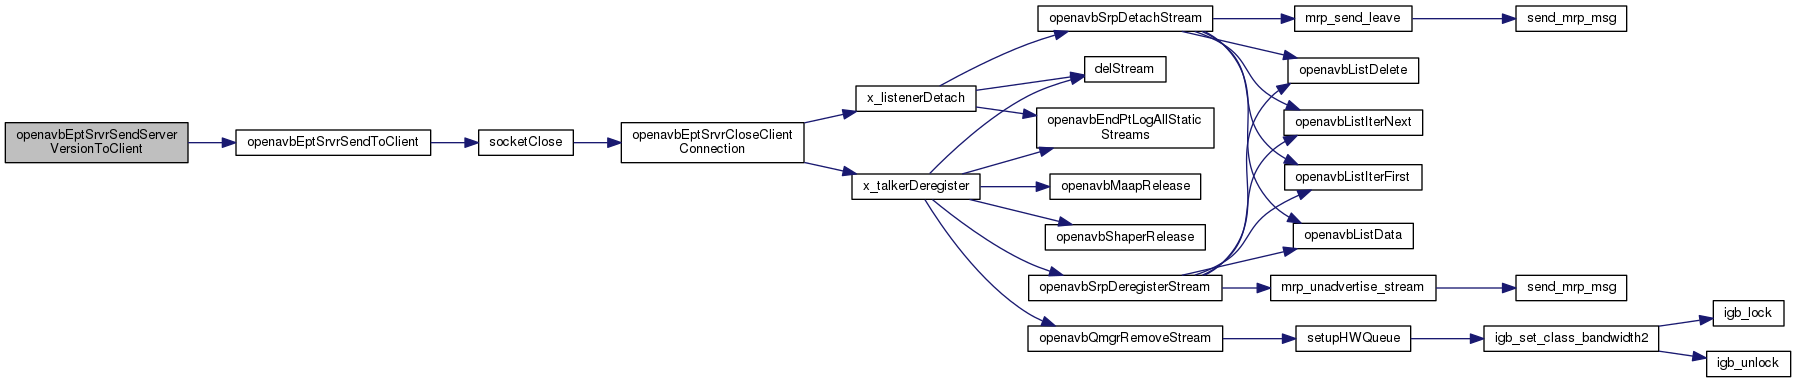 openavbEptSrvrSendServer
VersionToClient
openavbEptSrvrSendToClient
socketClose
openavbEptSrvrCloseClient
Connection
x_listenerDetach
x_talkerDeregister
openavbSrpDetachStream
delStream
openavbEndPtLogAllStatic
Streams
openavbMaapRelease
openavbShaperRelease
openavbSrpDeregisterStream
openavbQmgrRemoveStream
mrp_send_leave
openavbListDelete
openavbListIterNext
openavbListIterFirst
openavbListData
mrp_unadvertise_stream
setupHWQueue
send_mrp_msg
send_mrp_msg
igb_set_class_bandwidth2
igb_lock
igb_unlock